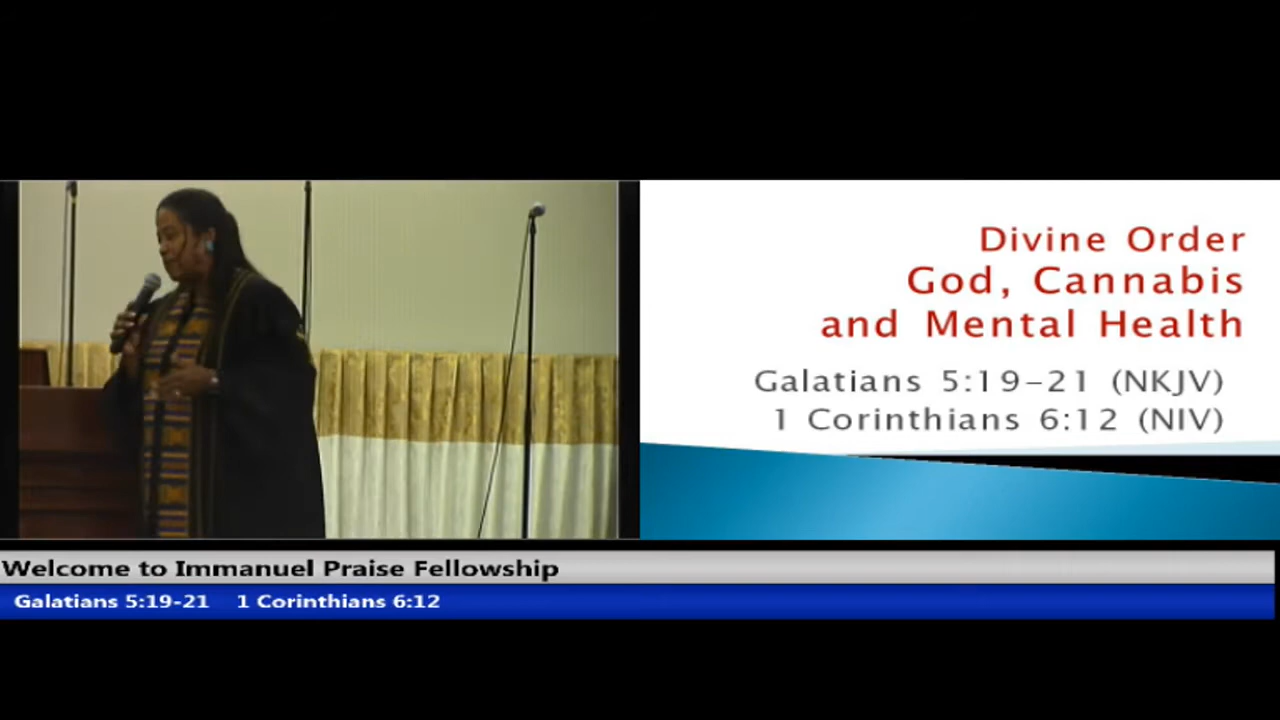 Divine Order
God, Cannabis
and Mental Health
Galatians 5:19-21 (NKJV)
1 Corinthians 6:12 (NIV)
Welcome to Immanuel Praise Fellowship
Galatians 5:19-21 1 Corinthians 6:12